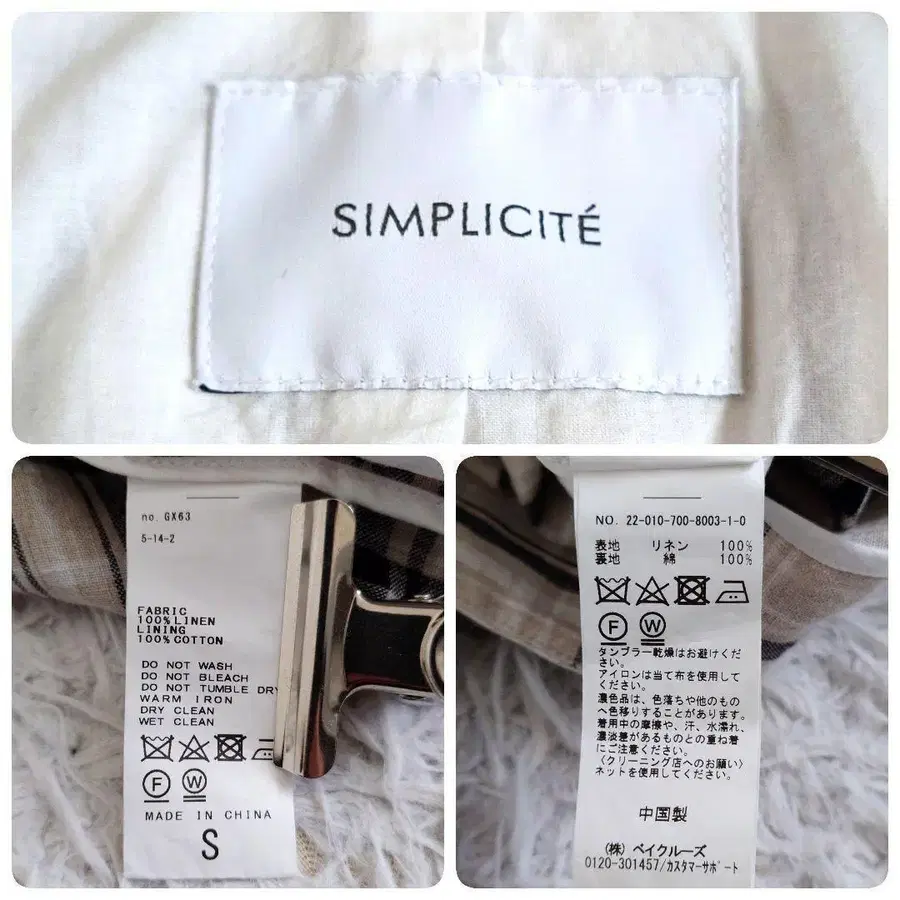 SIMPLICITÉ
no. GX63
5-14-2
FABRIC
100% LINEN
LINING
100% COTTON
DO NOT WASH
DO NOT BLEACH
DO NOT TUMBLE DRY
WARM IRON
DRY CLEAN
WET CLEAN
F W
MADE IN CHINA
S
NO. 22-010-700-8003-1-0
表地 リネン 100%
裏地 綿 100%
F W
タンブラー乾燥はお避けくだ
さい。
アイロンは当て布を使用して
ください。
濃色品は、色落ちや他のもの
へ色移りすることがあります。
着用中の摩擦や、汗、水濡れ、
濃淡差があるものとの重ね着
にご注意ください。
〈クリーニング店へのお願い〉
ネットを使用してください。
中国製
(株) ベイクルーズ
0120-301457/カスタマーサポート